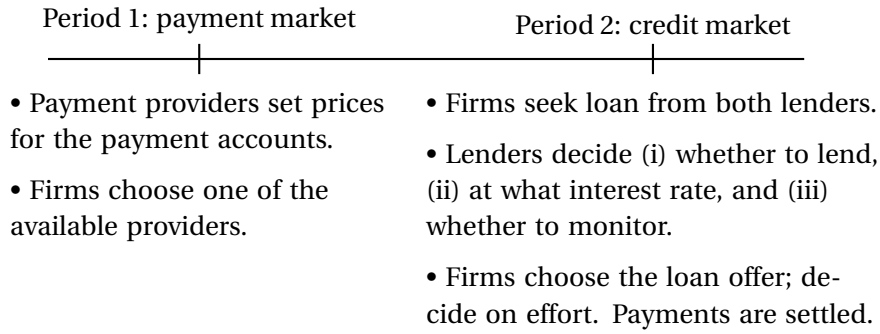 Period 1: payment market
Period 2: credit market
• Payment providers set prices
for the payment accounts.
• Firms choose one of the
available providers.
• Firms seek loan from both lenders.
• Lenders decide (i) whether to lend,
(ii) at what interest rate, and (iii)
whether to monitor.
• Firms choose the loan offer; de-
cide on effort. Payments are settled.